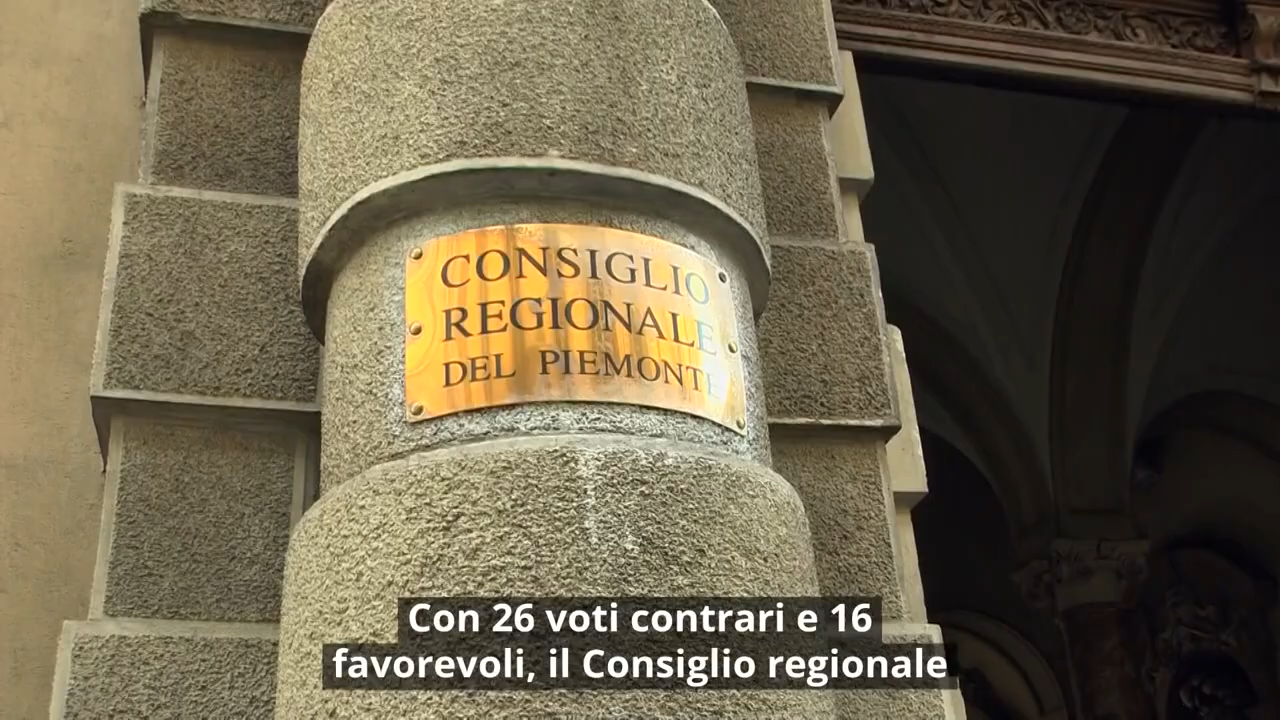 CONSIGLIO
REGIONALE
DEL PIEMONTE
Con 26 voti contrari e 16
favorevoli, il Consiglio regionale